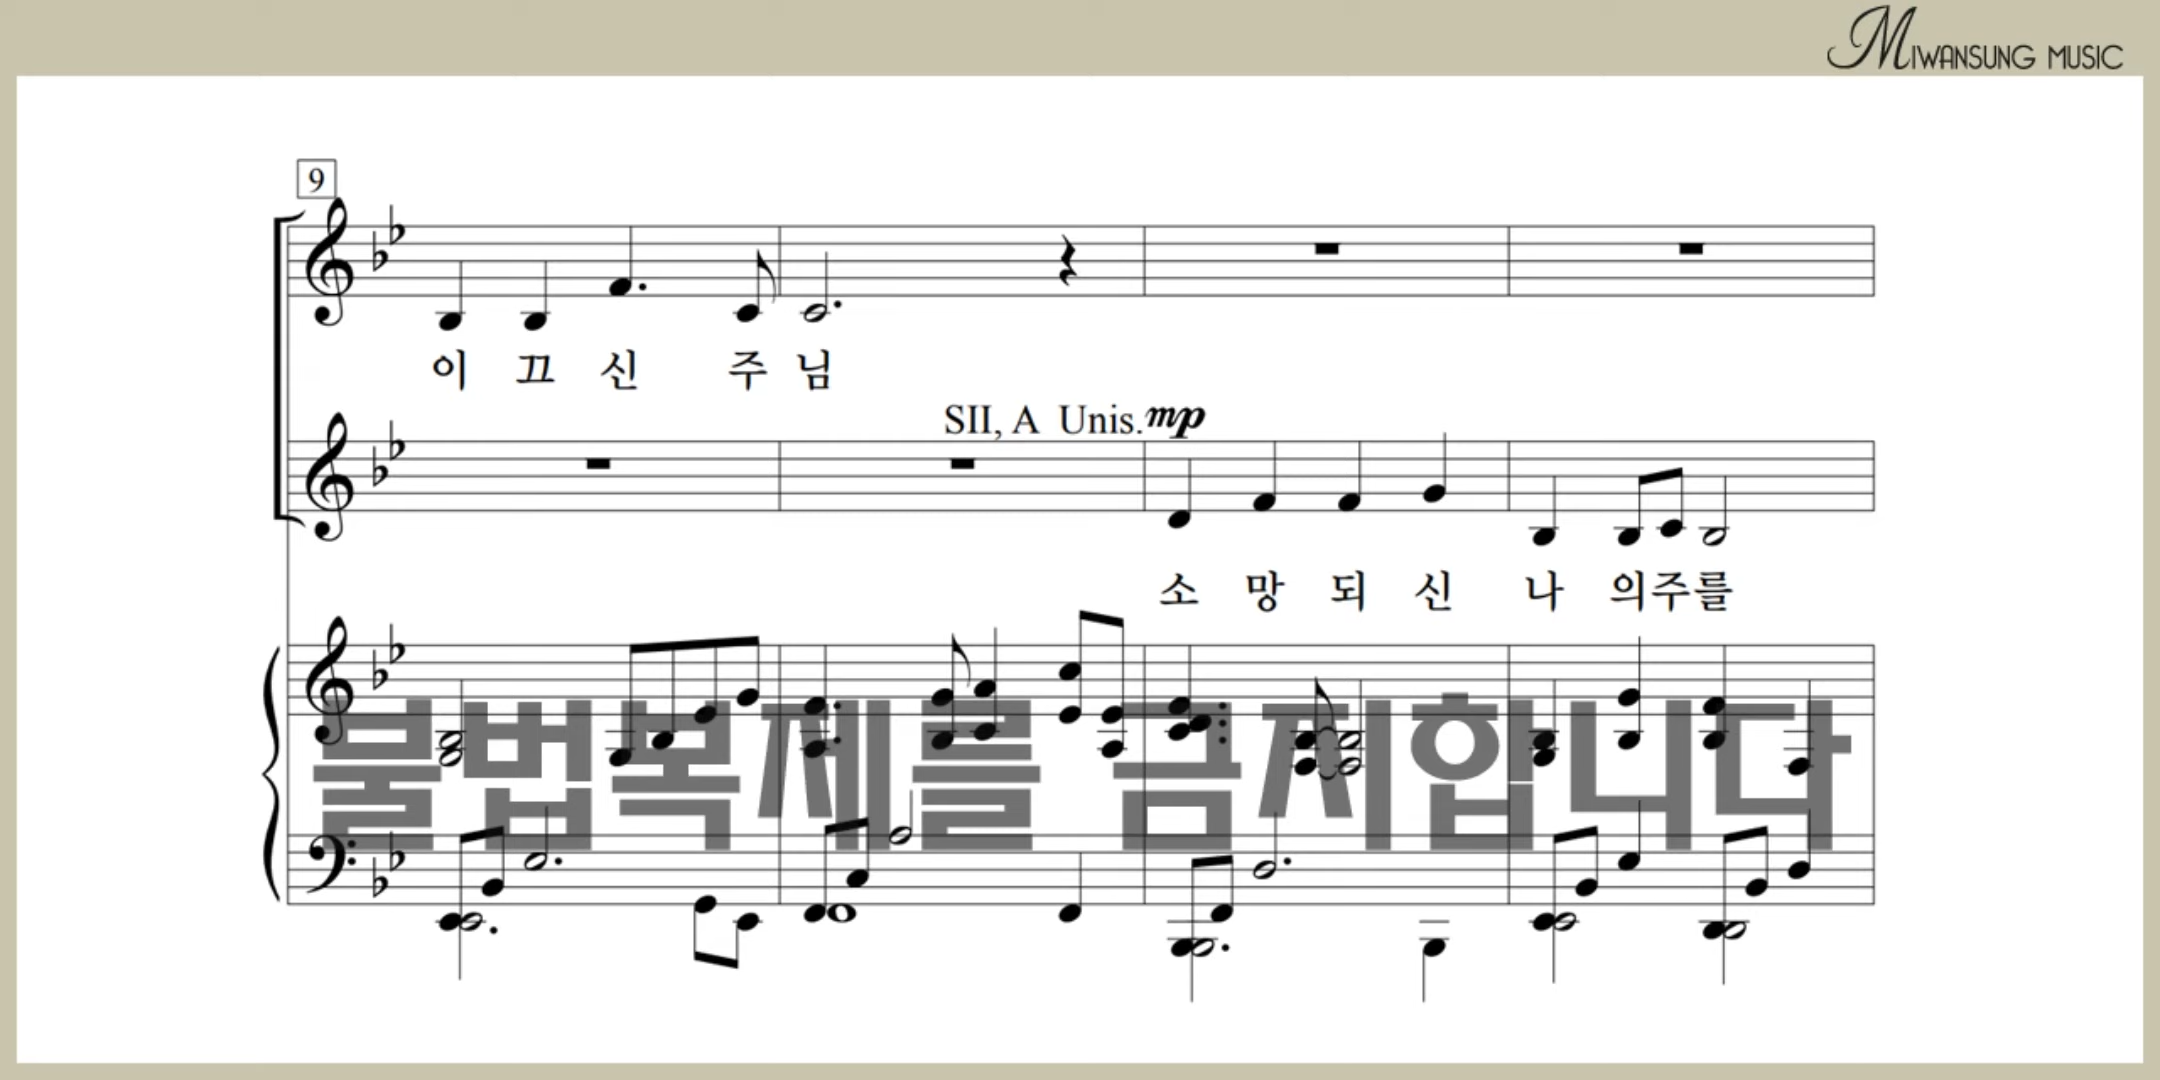 MIWANSUNG MUSIC
9
이 끄 신 주 님
SII, A Unis. mp
소 망 되 신 나 의 주 를
불법복제를 금지합니다